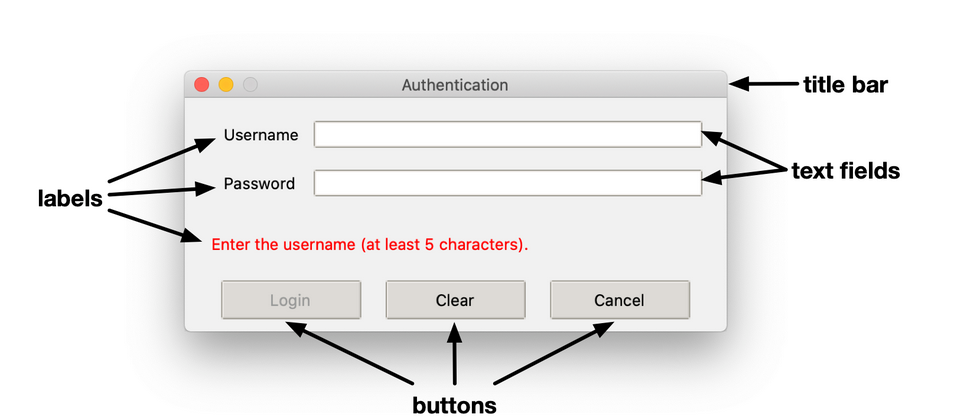 Authentication
title bar
Username
text fields
Password
labels
Enter the username (at least 5 characters).
Login
Clear
Cancel
buttons